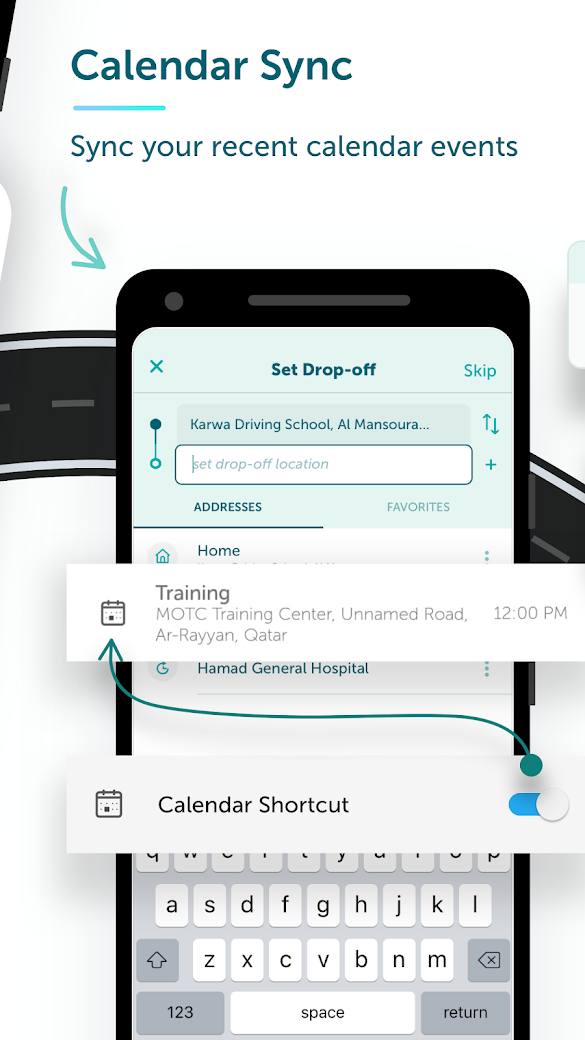 Calendar Sync
Sync your recent calendar events
Set Drop-off
Skip
Karwa Driving School, Al Mansoura...
set drop-off location
ADDRESSES
FAVORITES
Home
Training
MOTC Training Center, Unnamed Road,
Ar-Rayyan, Qatar
12:00 PM
Hamad General Hospital
Calendar Shortcut
q w e r t y u i o p
a s d f g h j k l
z x c v b n m
123
space
return